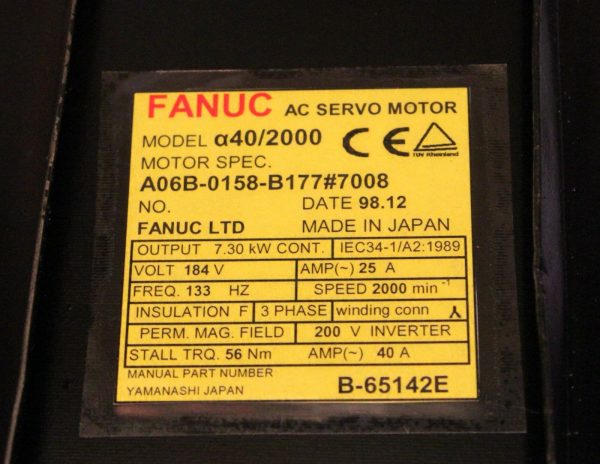 FANUC AC SERVO MOTOR
MODEL α40/2000 CE TÜV Rheinland
MOTOR SPEC.
A06B-0158-B177#7008
NO. DATE 98.12
FANUC LTD MADE IN JAPAN
OUTPUT 7.30 kW CONT. IEC34-1/A2:1989
VOLT 184 V AMP(~) 25 A
FREQ. 133 HZ SPEED 2000 min⁻¹
INSULATION F 3 PHASE winding conn
PERM. MAG. FIELD 200 V INVERTER
STALL TRQ. 56 Nm AMP(~) 40 A
MANUAL PART NUMBER
YAMANASHI JAPAN B-65142E